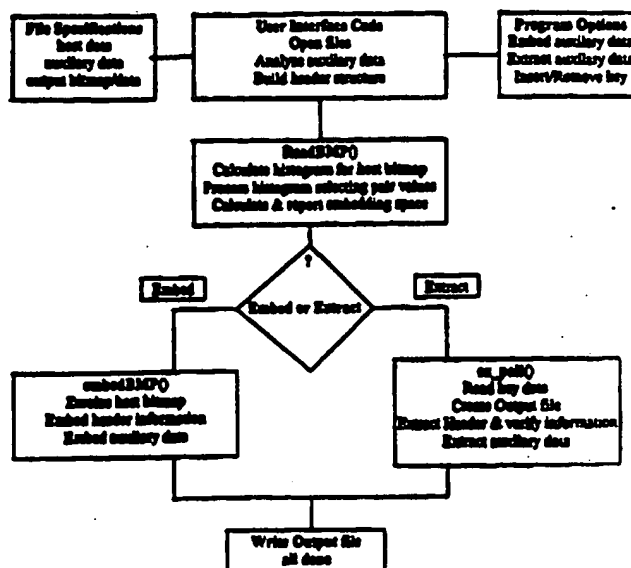 File Specifications
host data
auxiliary data
output bitmap/data
User Interface Code
Open files
Analyze auxiliary data
Build header structure
Program Options
Embed auxiliary data
Extract auxiliary data
Insert/Remove key
ReadBMP()
Calculate histogram for host bitmap
Process histogram selecting pair values
Calculate & report embedding space
?
Embed
Embed or Extract
Extract
embedBMP()
host bitmap
Embed header information
Embed auxiliary data
Read key data
Create Output file
Extract Header & verify information
Extract auxiliary data
Write Output file
all done